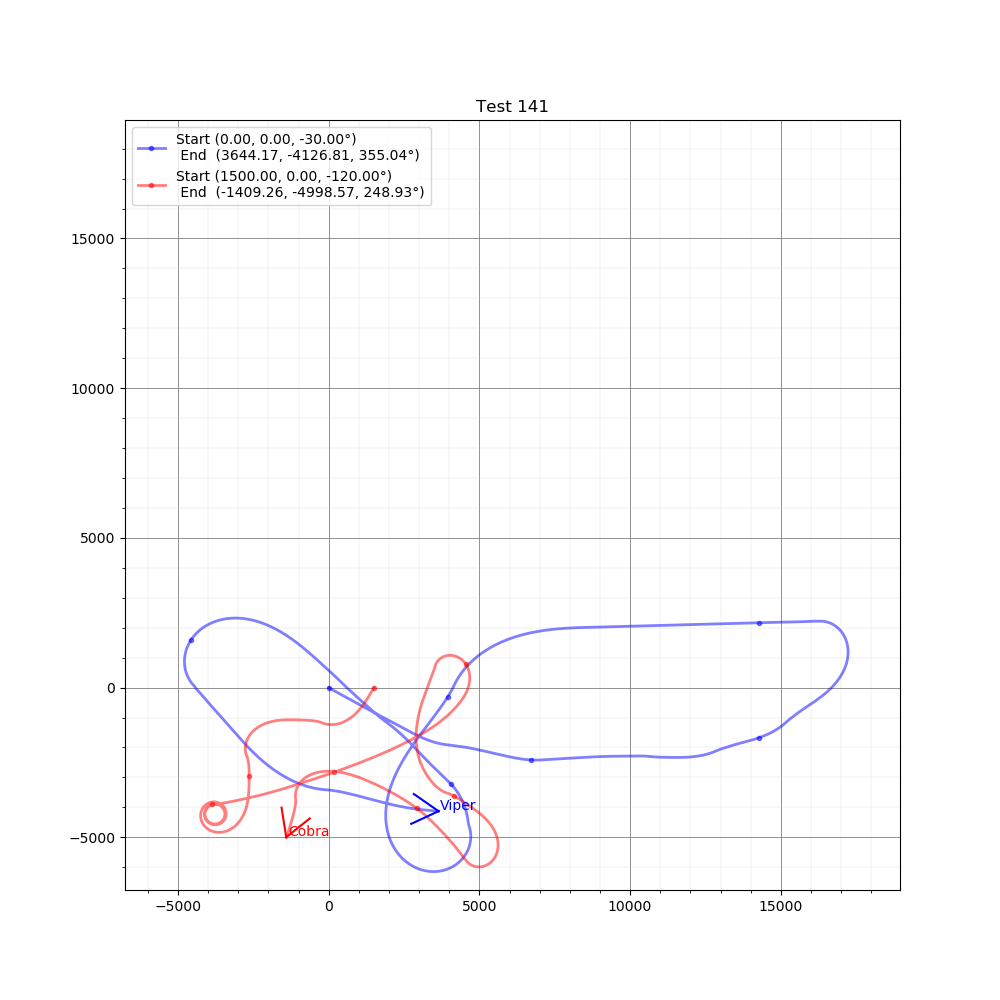 Test 141
Start (0.00, 0.00, -30.00°)
End (3644.17, -4126.81, 355.04°)
Start (1500.00, 0.00, -120.00°)
End (-1409.26, -4998.57, 248.93°)
15000
10000
5000
0
−5000
Viper
Cobra
−5000
0
5000
10000
15000